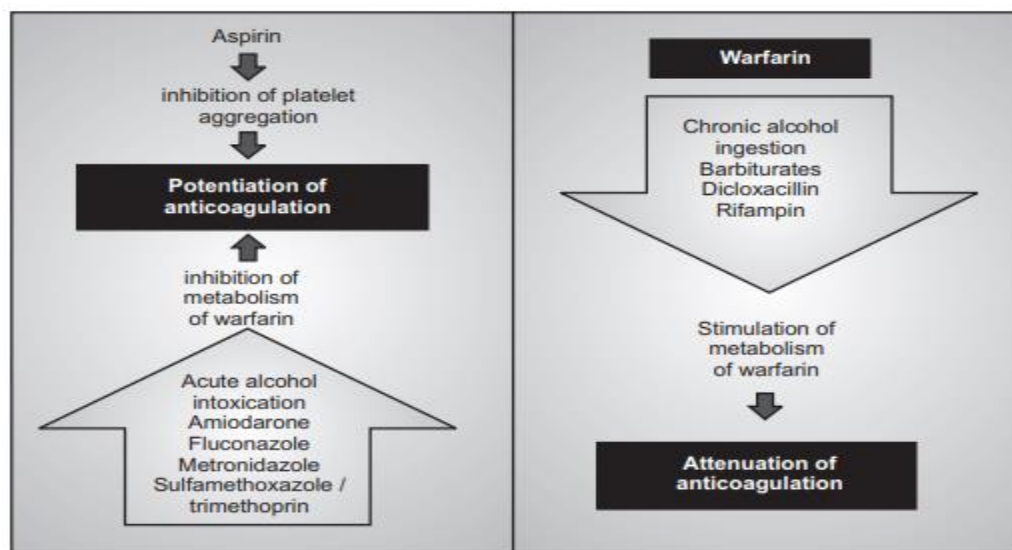 Aspirin
inhibition of platelet
aggregation
Potentiation of
anticoagulation
inhibition of
metabolism
of warfarin
Acute alcohol
intoxication
Amiodarone
Fluconazole
Metronidazole
Sulfamethoxazole /
trimethoprin
Warfarin
Chronic alcohol
ingestion
Barbiturates
Dicloxacillin
Rifampin
Stimulation of
metabolism
of warfarin
Attenuation of
anticoagulation